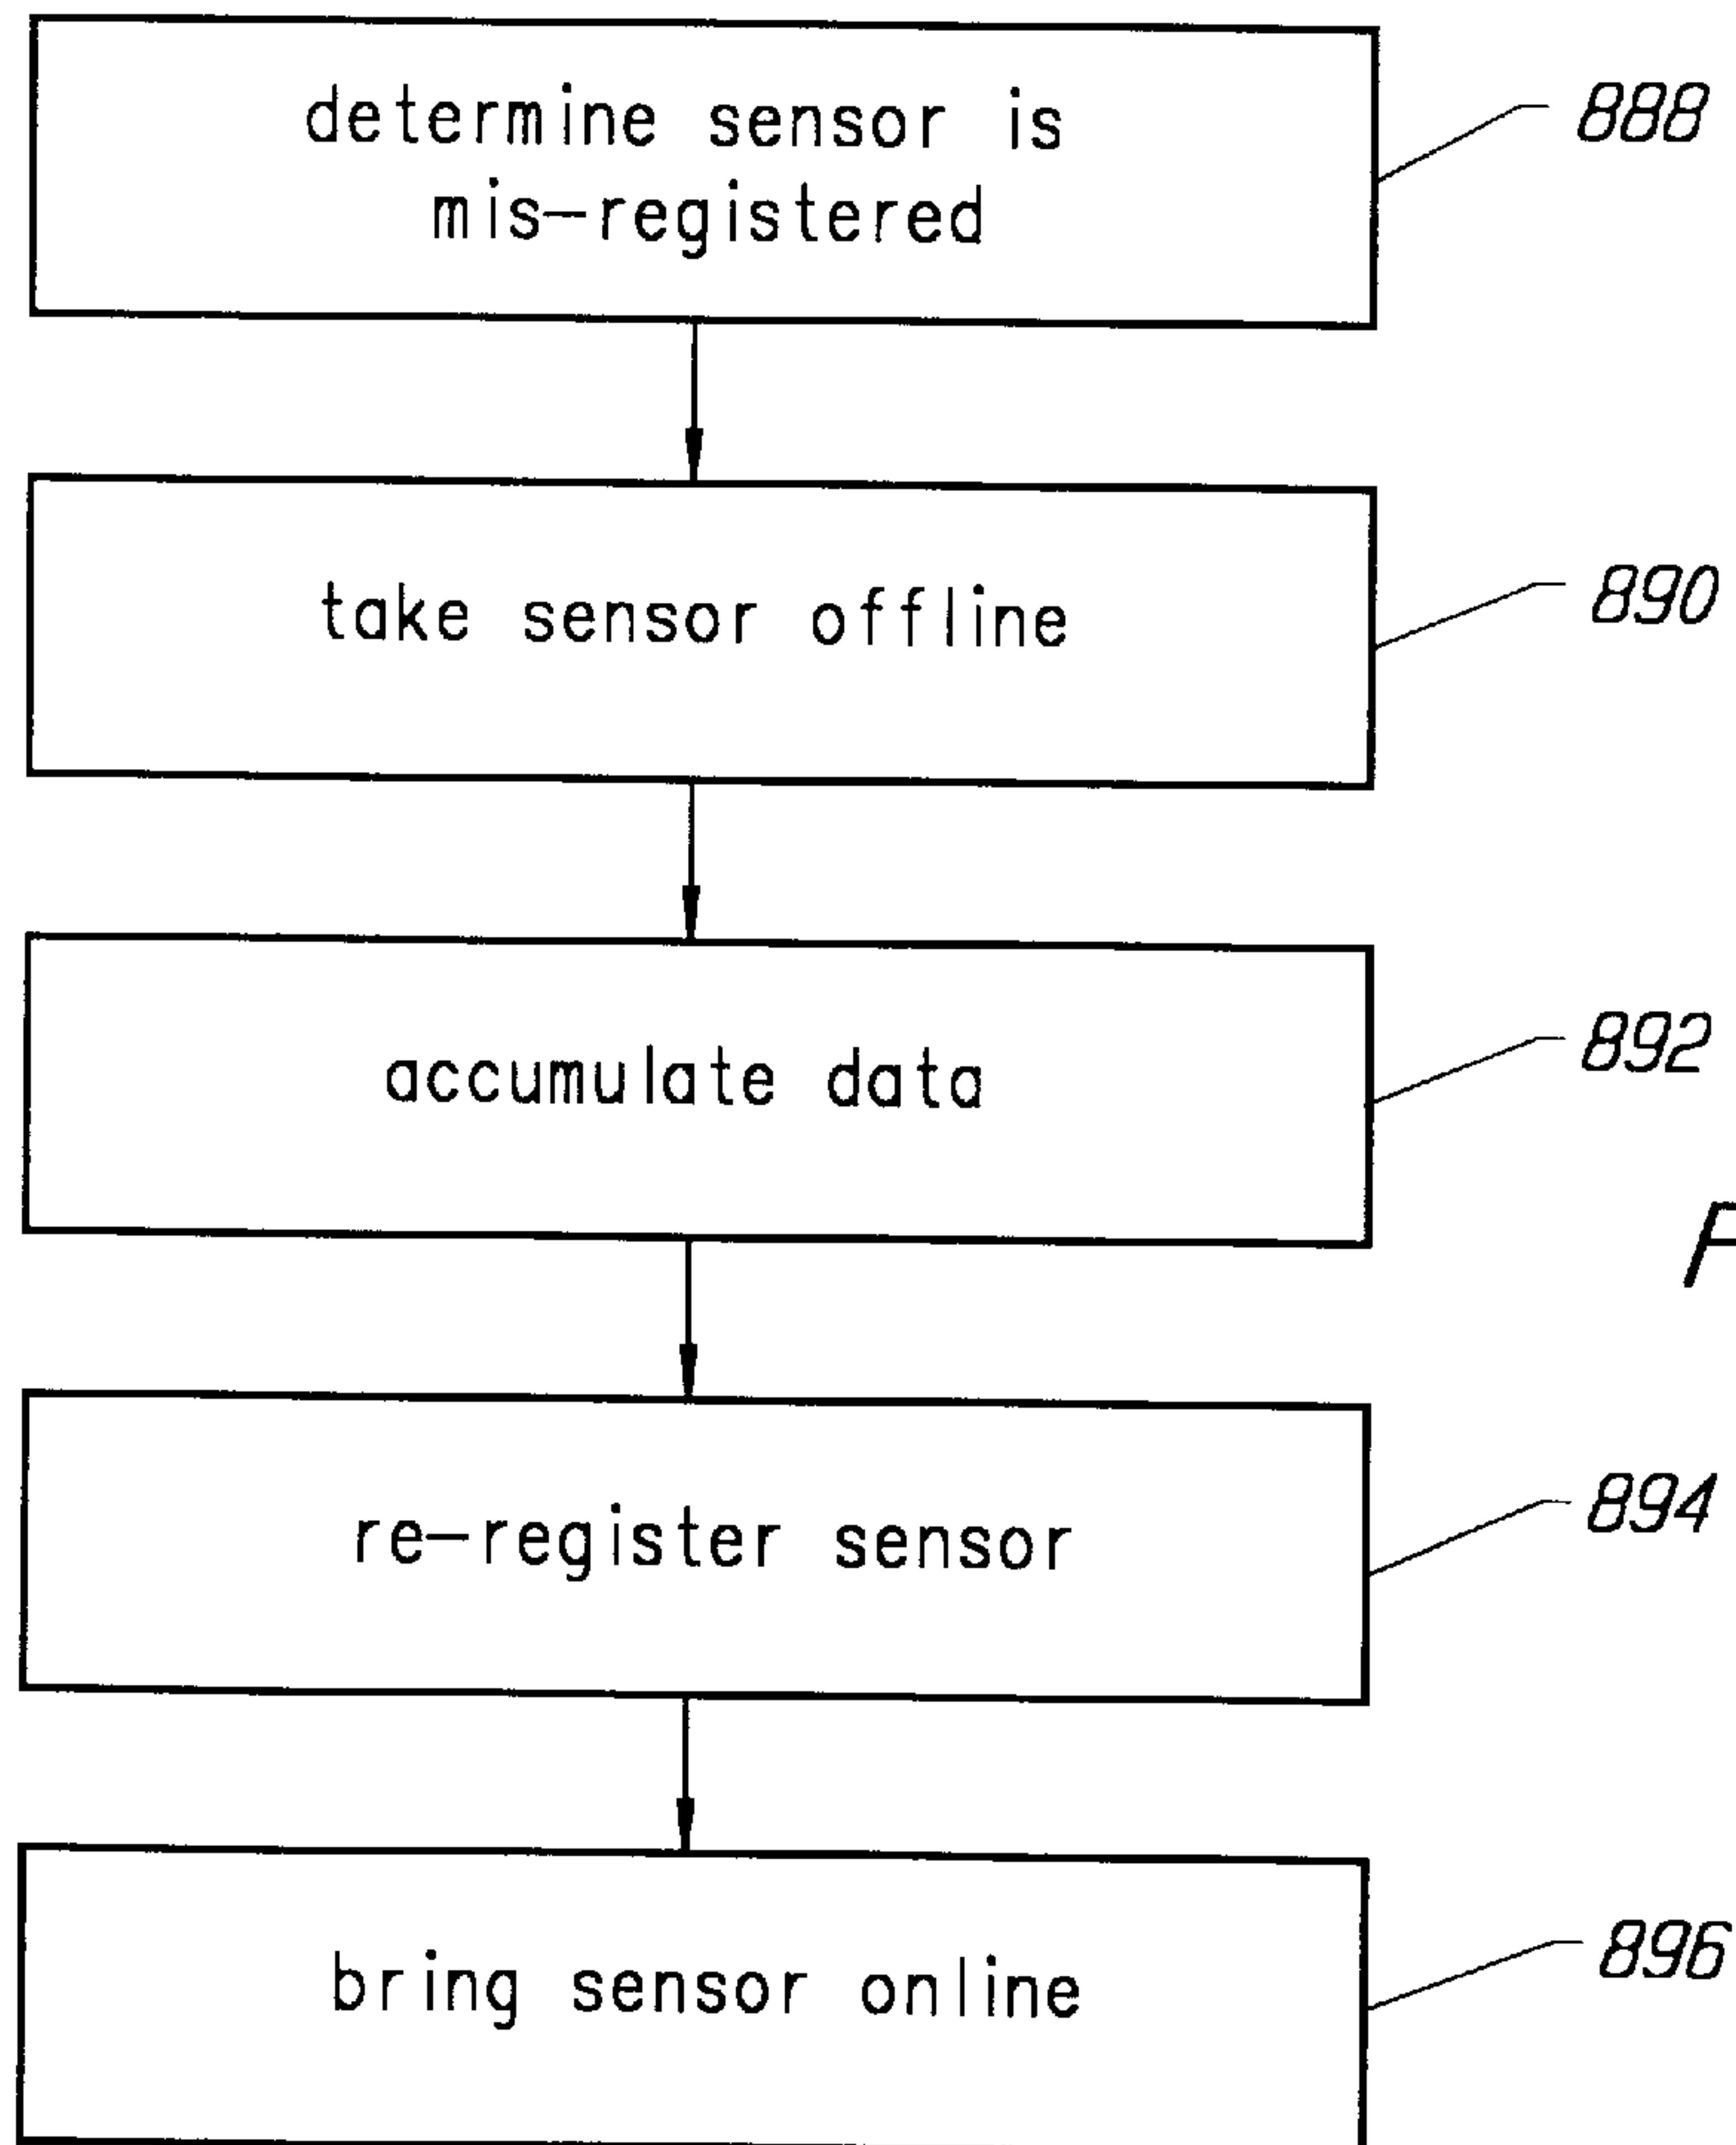 determine sensor is
mis-registered
888
take sensor offline
890
accumulate data
892
F
re-register sensor
894
bring sensor online
896